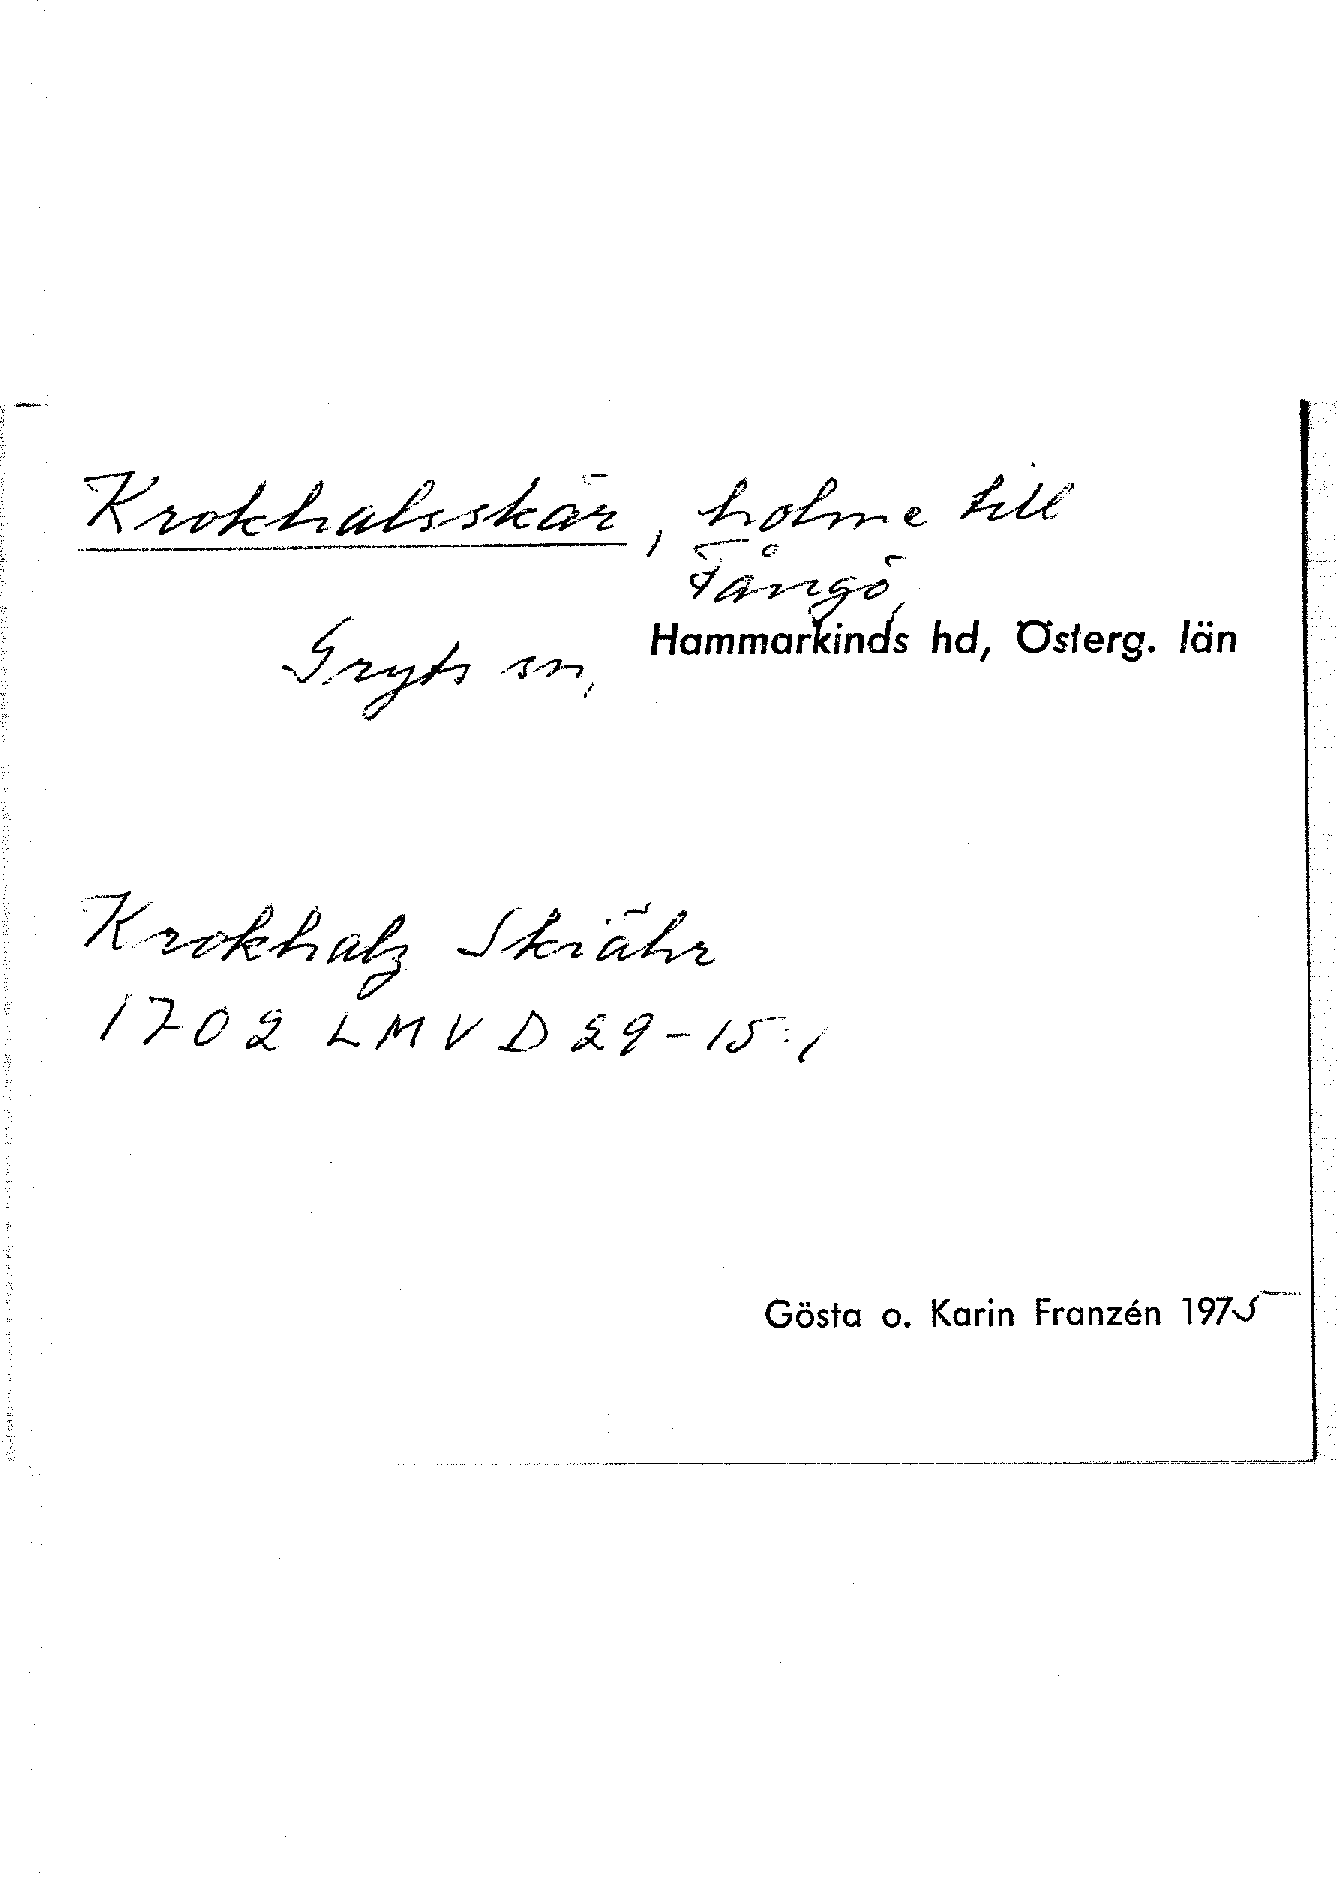 Krokhalsskär, holme till
Fångö,
Gryts sn, Hammarkinds hd, Österg. län
Krokhalz Skiähr
1702 LMV D 29-15:1
Gösta o. Karin Franzén 1975